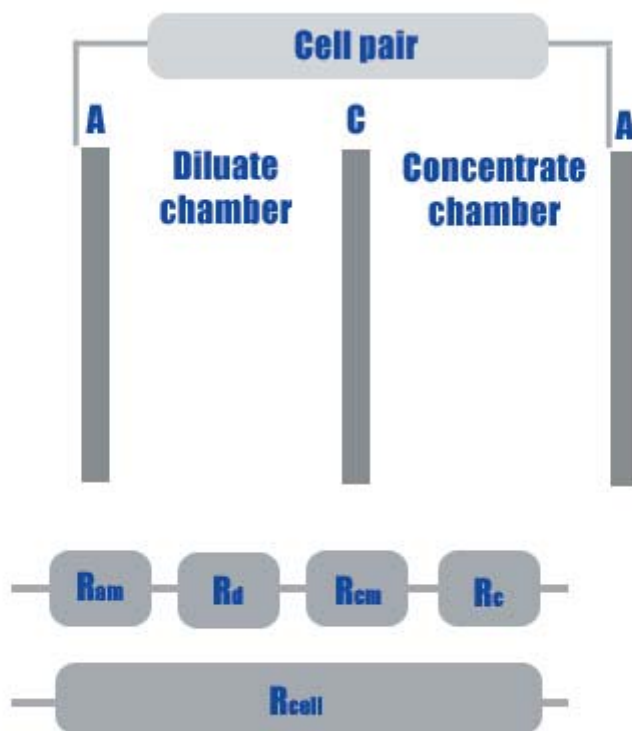 Cell pair
A
C
A
Diluate
chamber
Concentrate
chamber
Ram
Rd
Rcm
Rc
Rcell